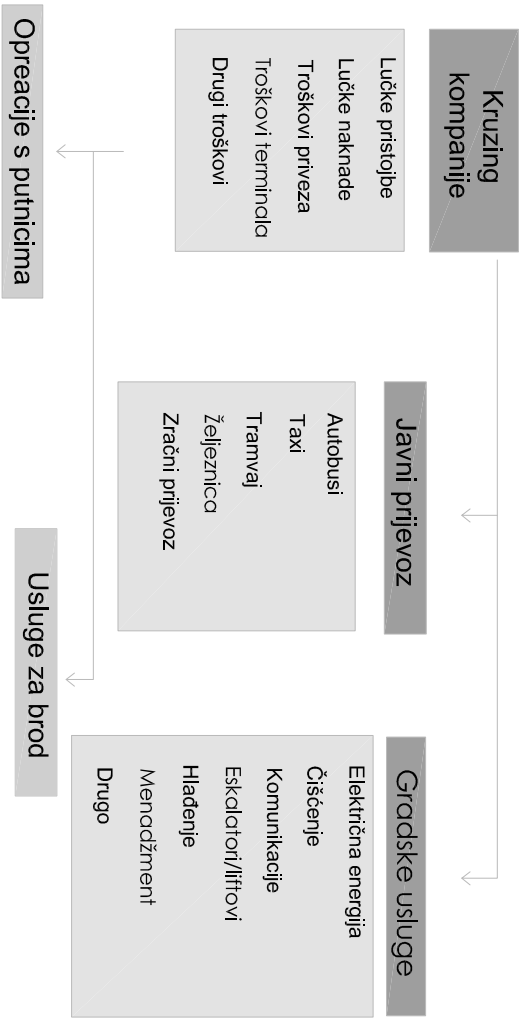 Kruzing
kompanije
Lučke pristojbe
Lučke naknade
Troškovi priveza
Troškovi terminala
Drugi troškovi
Javni prijevoz
Autobusi
Taxi
Tramvaj
Željeznica
Zračni prijevoz
Gradske usluge
Električna energija
Čišćenje
Komunikacije
Eskalatori/liftovi
Hlađenje
Menadžment
Drugo
Opreacije s putnicima
Usluge za brod